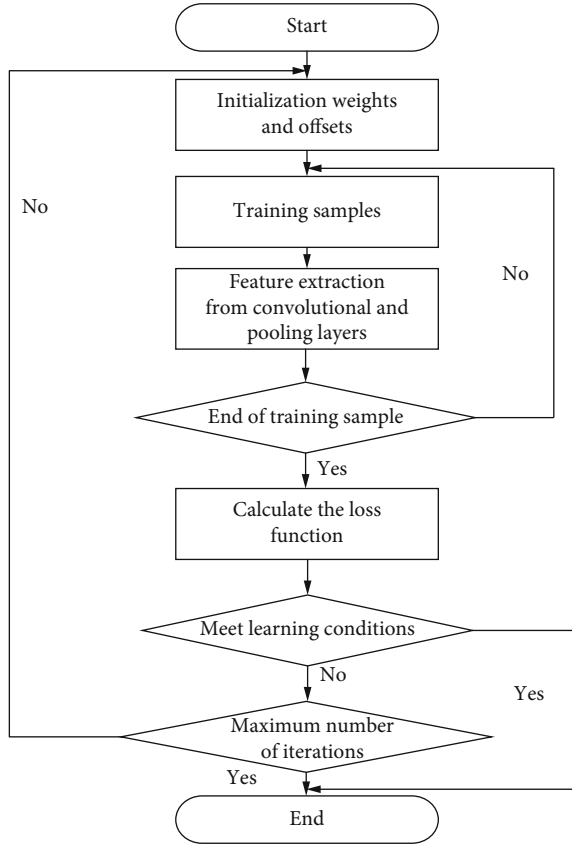 Start
Initialization weights
and offsets
No
Training samples
No
Feature extraction
from convolutional and
pooling layers
End of training sample
Yes
Calculate the loss
function
Meet learning conditions
No
Yes
Maximum number
of iterations
Yes
End